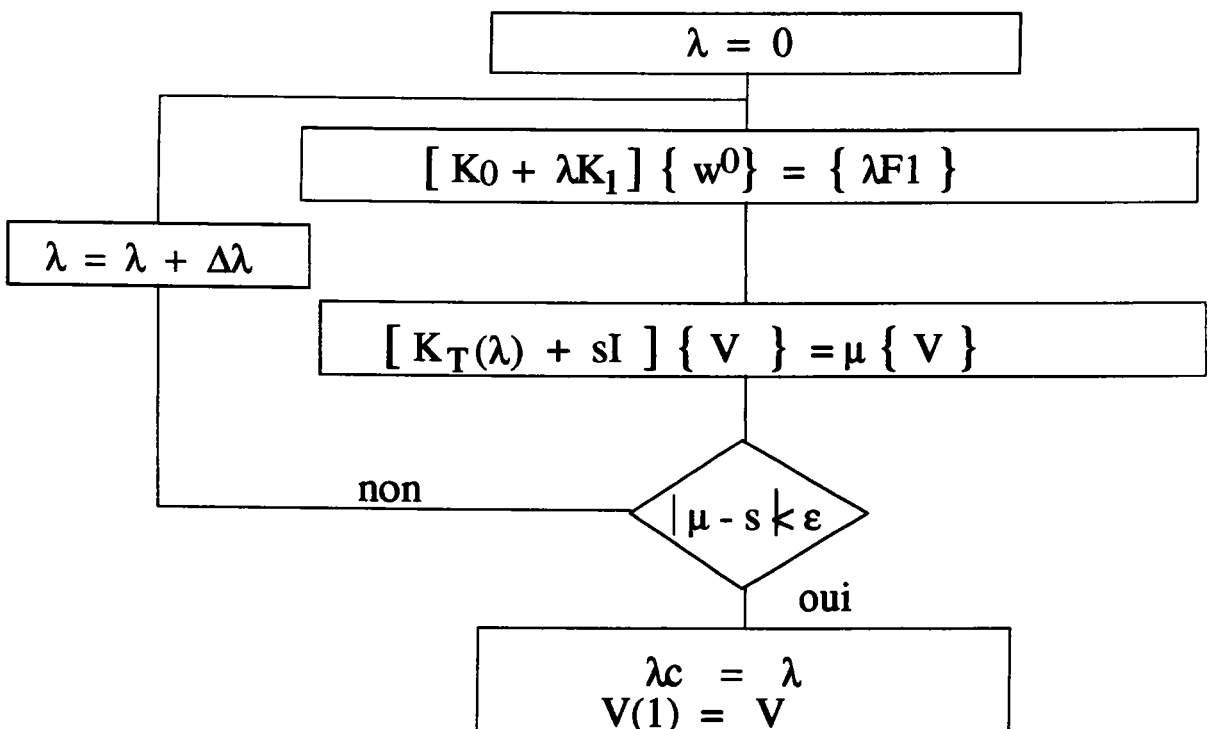 λ = 0
[ K0 + λK1 ] { w0 } = { λF1 }
λ = λ + Δλ
[ KT(λ) + sI ] { V } = μ { V }
non
| μ - s |< ε
oui
λc = λ
V(1) = V